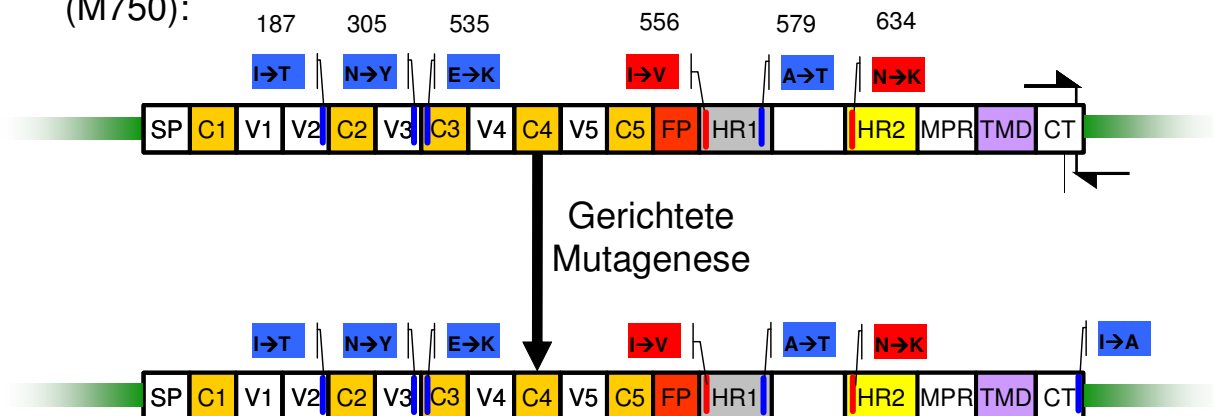 (M750):
187 305 535 556 579 634
I→T N→Y E→K I→V A→T N→K
SP C1 V1 V2 C2 V3 C3 V4 C4 V5 C5 FP HR1 HR2 MPR TMD CT
Gerichtete
Mutagenese
I→T N→Y E→K I→V A→T N→K I→A
SP C1 V1 V2 C2 V3 C3 V4 C4 V5 C5 FP HR1 HR2 MPR TMD CT